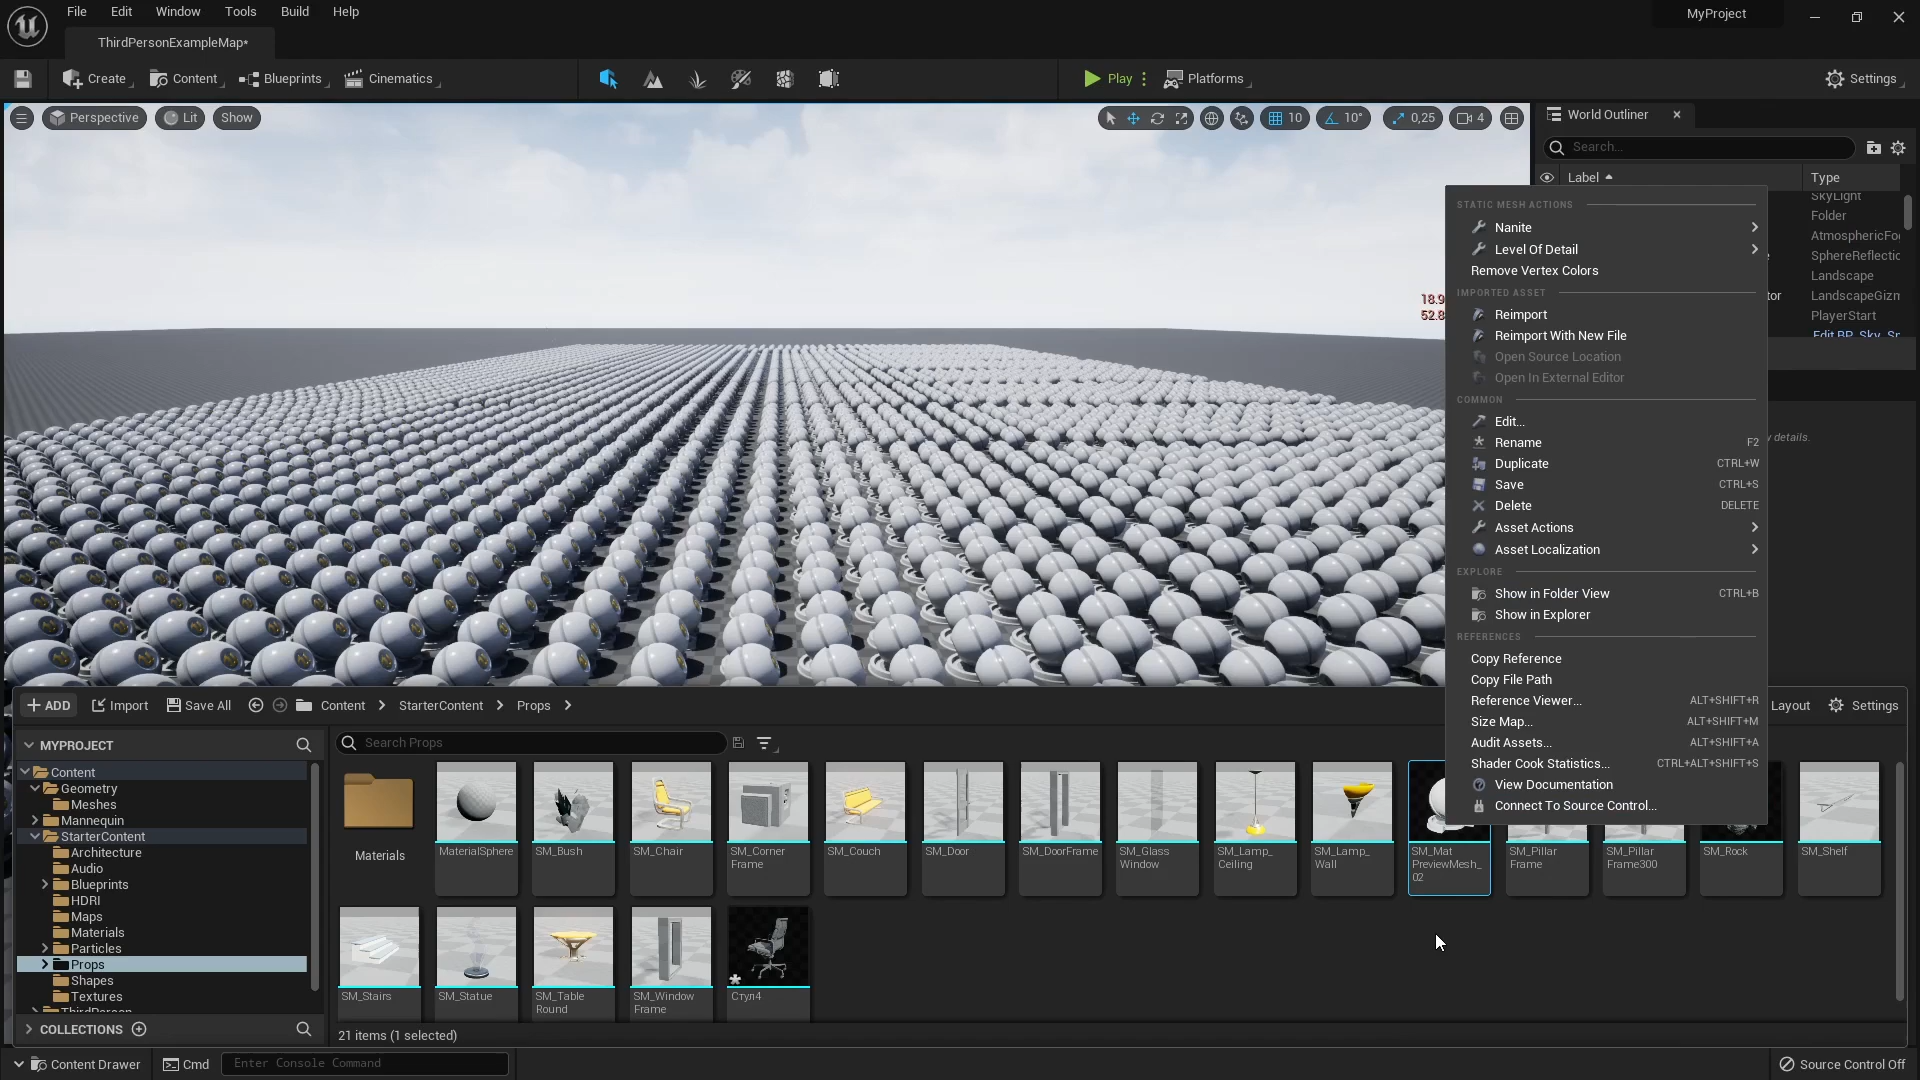 File Edit Window Tools Build Help
MyProject
ThirdPersonExampleMap*
Create Content Blueprints Cinematics Play Platforms Settings
Perspective Lit Show
10 10° 0,25 4
World Outliner
Search...
Label Type
SkyLight
Folder
SphereReflectic
Landscape
tor LandscapeGizm
PlayerStart
18.9
52.8
details.
STATIC MESH ACTIONS
Nanite
Level Of Detail
Remove Vertex Colors
IMPORTED ASSET
Reimport
Reimport With New File
Open Source Location
Open In External Editor
COMMON
Edit...
Rename F2
Duplicate CTRL+W
Save CTRL+S
Delete DELETE
Asset Actions
Asset Localization
EXPLORE
Show in Folder View CTRL+B
Show in Explorer
REFERENCES
Copy Reference
Copy File Path
Reference Viewer... ALT+SHIFT+R
Size Map... ALT+SHIFT+M
Audit Assets... ALT+SHIFT+A
Shader Cook Statistics... CTRL+ALT+SHIFT+S
View Documentation
Connect To Source Control...
ADD Import Save All Content StarterContent Props Layout Settings
MYPROJECT
Search Props
Content
Geometry
Meshes
Mannequin
StarterContent
Architecture
Audio
Blueprints
HDRI
Maps
Materials
Particles
Props
Shapes
Textures
ThirdPerson
COLLECTIONS
Materials
MaterialSphere
SM_Bush
SM_Chair
SM_Corner
Frame
SM_Couch
SM_Door
SM_DoorFrame
SM_Glass
Window
SM_Lamp_
Ceiling
SM_Lamp_
Wall
SM_Mat
PreviewMesh_
02
SM_Pillar
Frame
SM_Pillar
Frame300
SM_Rock
SM_Shelf
SM_Stairs
SM_Statue
SM_Table
Round
SM_Window
Frame
Стул4
21 items (1 selected)
Content Drawer Cmd Enter Console Command Source Control Off